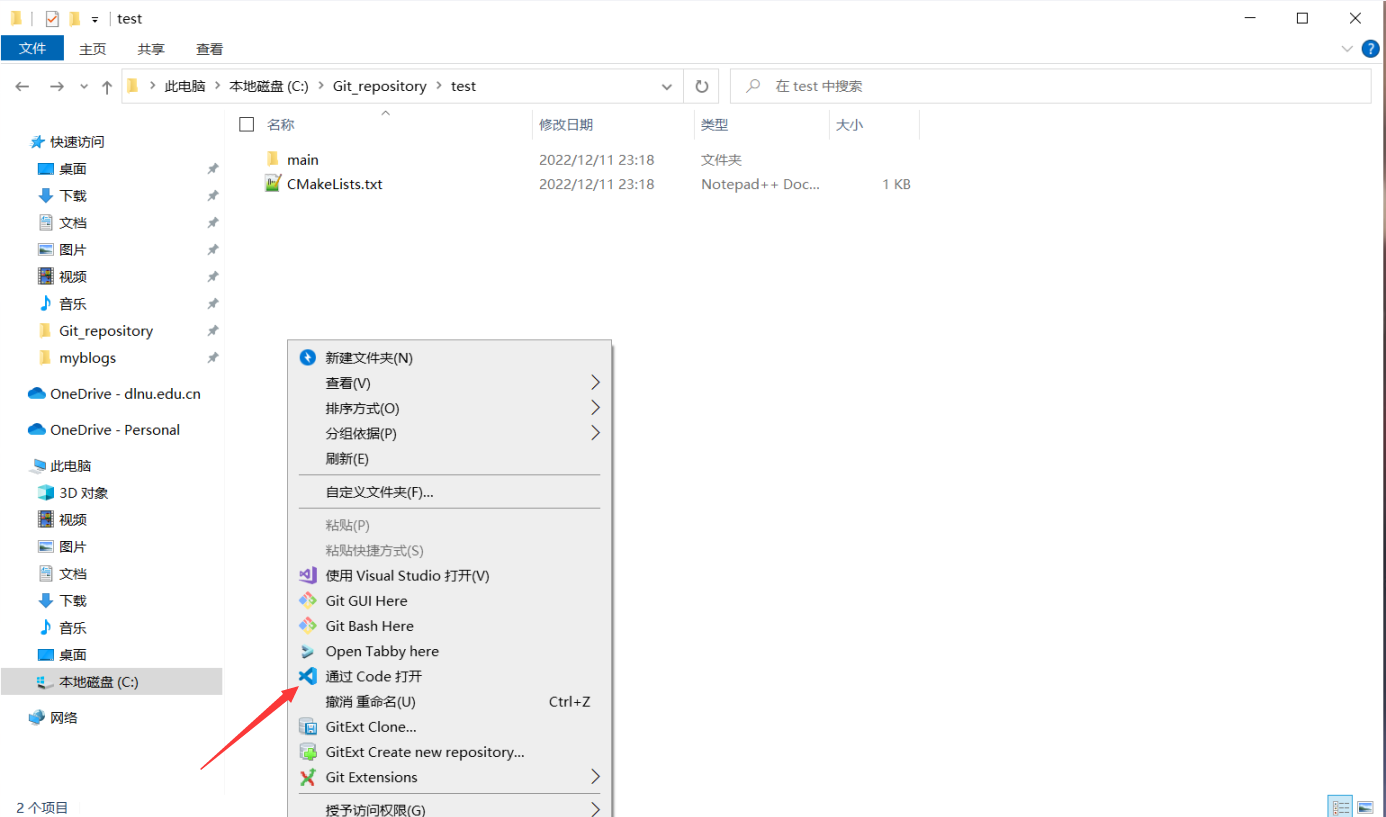 test
文件 主页 共享 查看
此电脑 本地磁盘 (C:) Git_repository test 在 test 中搜索
名称 修改日期 类型 大小
main 2022/12/11 23:18 文件夹
CMakeLists.txt 2022/12/11 23:18 Notepad++ Doc... 1 KB
快速访问
桌面
下载
文档
图片
视频
音乐
Git_repository
myblogs
OneDrive - dlnu.edu.cn
OneDrive - Personal
此电脑
3D 对象
视频
图片
文档
下载
音乐
桌面
本地磁盘 (C:)
网络
新建文件夹(N)
查看(V)
排序方式(O)
分组依据(P)
刷新(E)
自定义文件夹(F)...
粘贴(P)
粘贴快捷方式(S)
使用 Visual Studio 打开(V)
Git GUI Here
Git Bash Here
Open Tabby here
通过 Code 打开
撤消 重命名(U) Ctrl+Z
GitExt Clone...
GitExt Create new repository...
Git Extensions
授予访问权限(G)
2 个项目